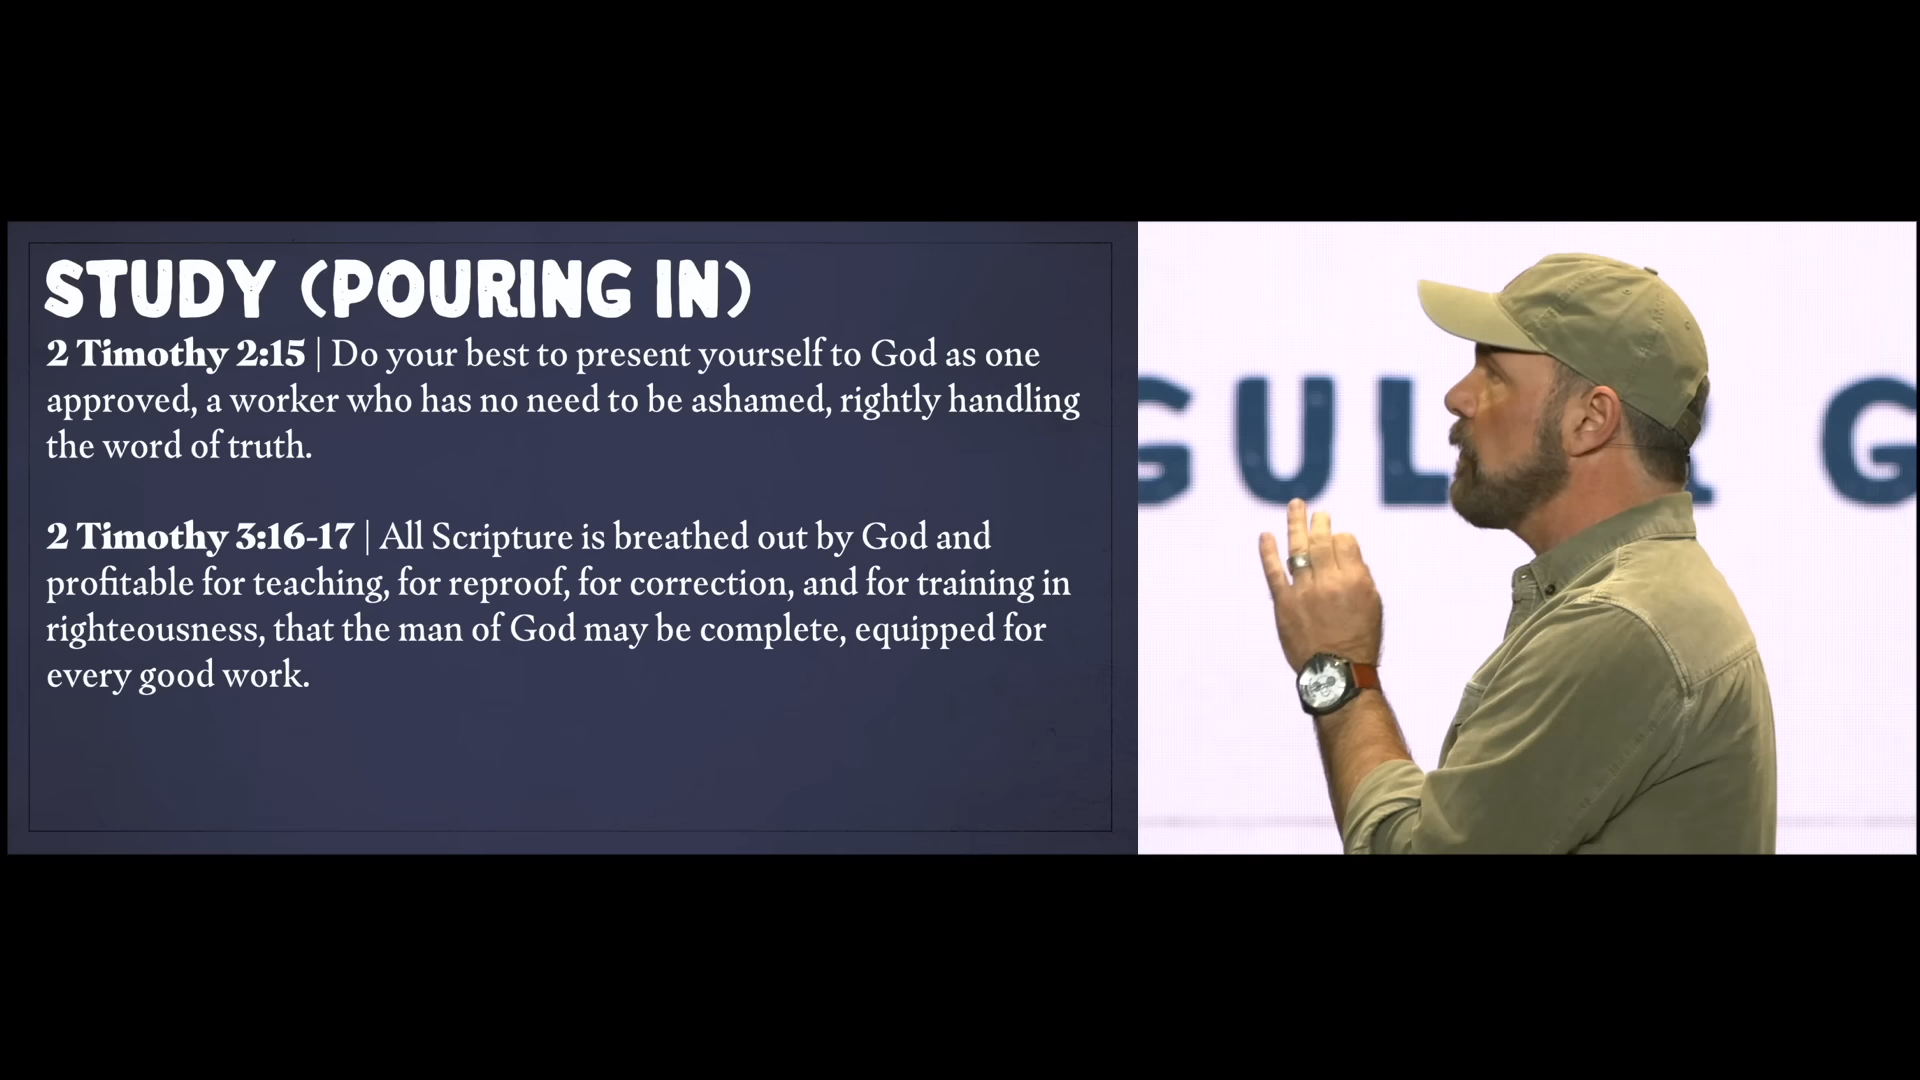 STUDY (POURING IN)
2 Timothy 2:15 | Do your best to present yourself to God as one
approved, a worker who has no need to be ashamed, rightly handling
the word of truth.
2 Timothy 3:16-17 | All Scripture is breathed out by God and
profitable for teaching, for reproof, for correction, and for training in
righteousness, that the man of God may be complete, equipped for
every good work.
GUL
G